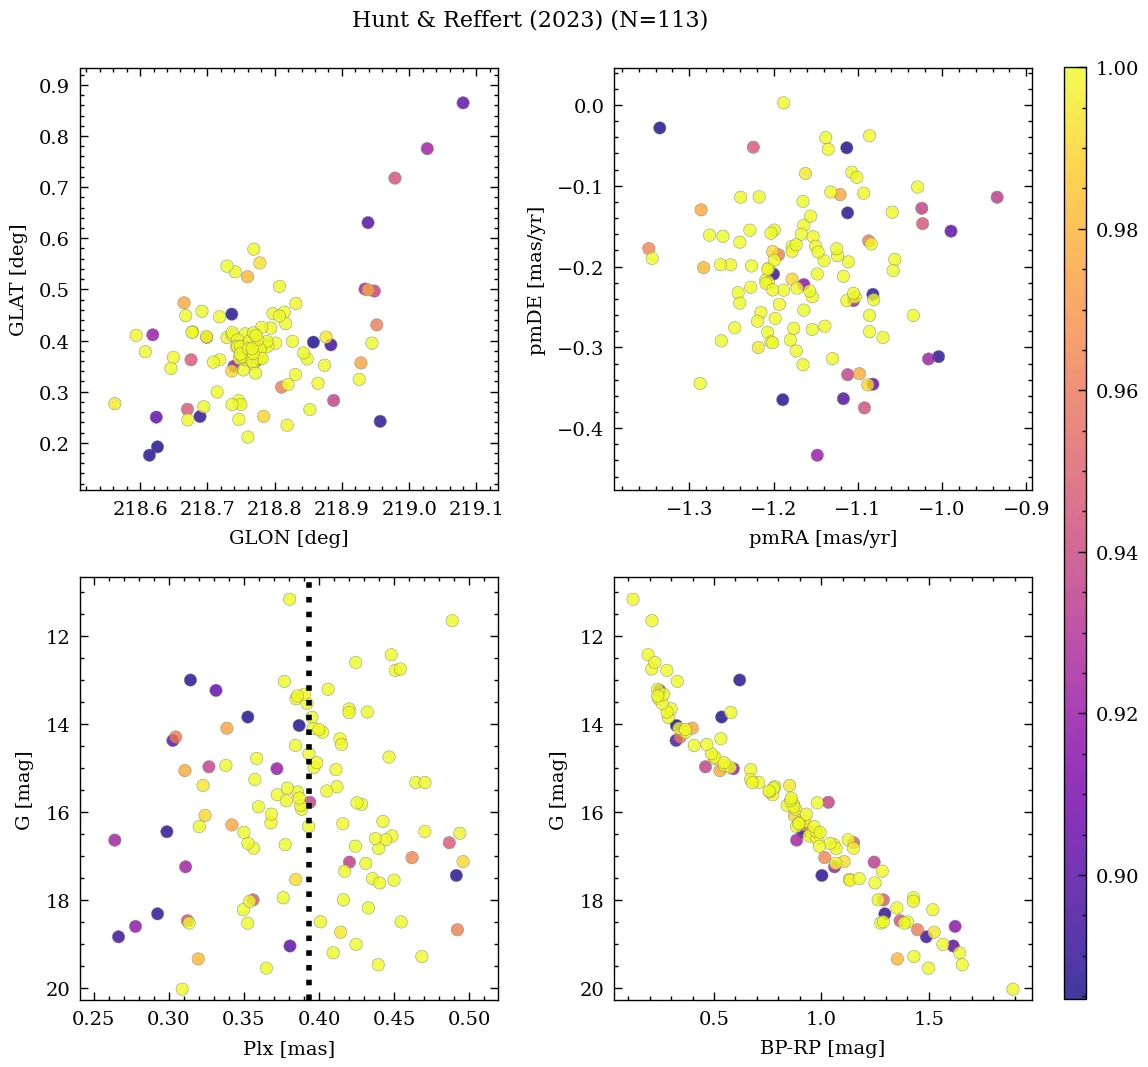 Hunt & Reffert (2023) (N=113)
0.9
0.8
0.7
0.6
0.5
0.4
0.3
0.2
GLAT [deg]
218.6 218.7 218.8 218.9 219.0 219.1
GLON [deg]
0.0
−0.1
−0.2
−0.3
−0.4
pmDE [mas/yr]
−1.3 −1.2 −1.1 −1.0 −0.9
pmRA [mas/yr]
12
14
16
18
20
G [mag]
0.25 0.30 0.35 0.40 0.45 0.50
Plx [mas]
12
14
16
18
20
G [mag]
0.5 1.0 1.5
BP-RP [mag]
1.00
0.98
0.96
0.94
0.92
0.90